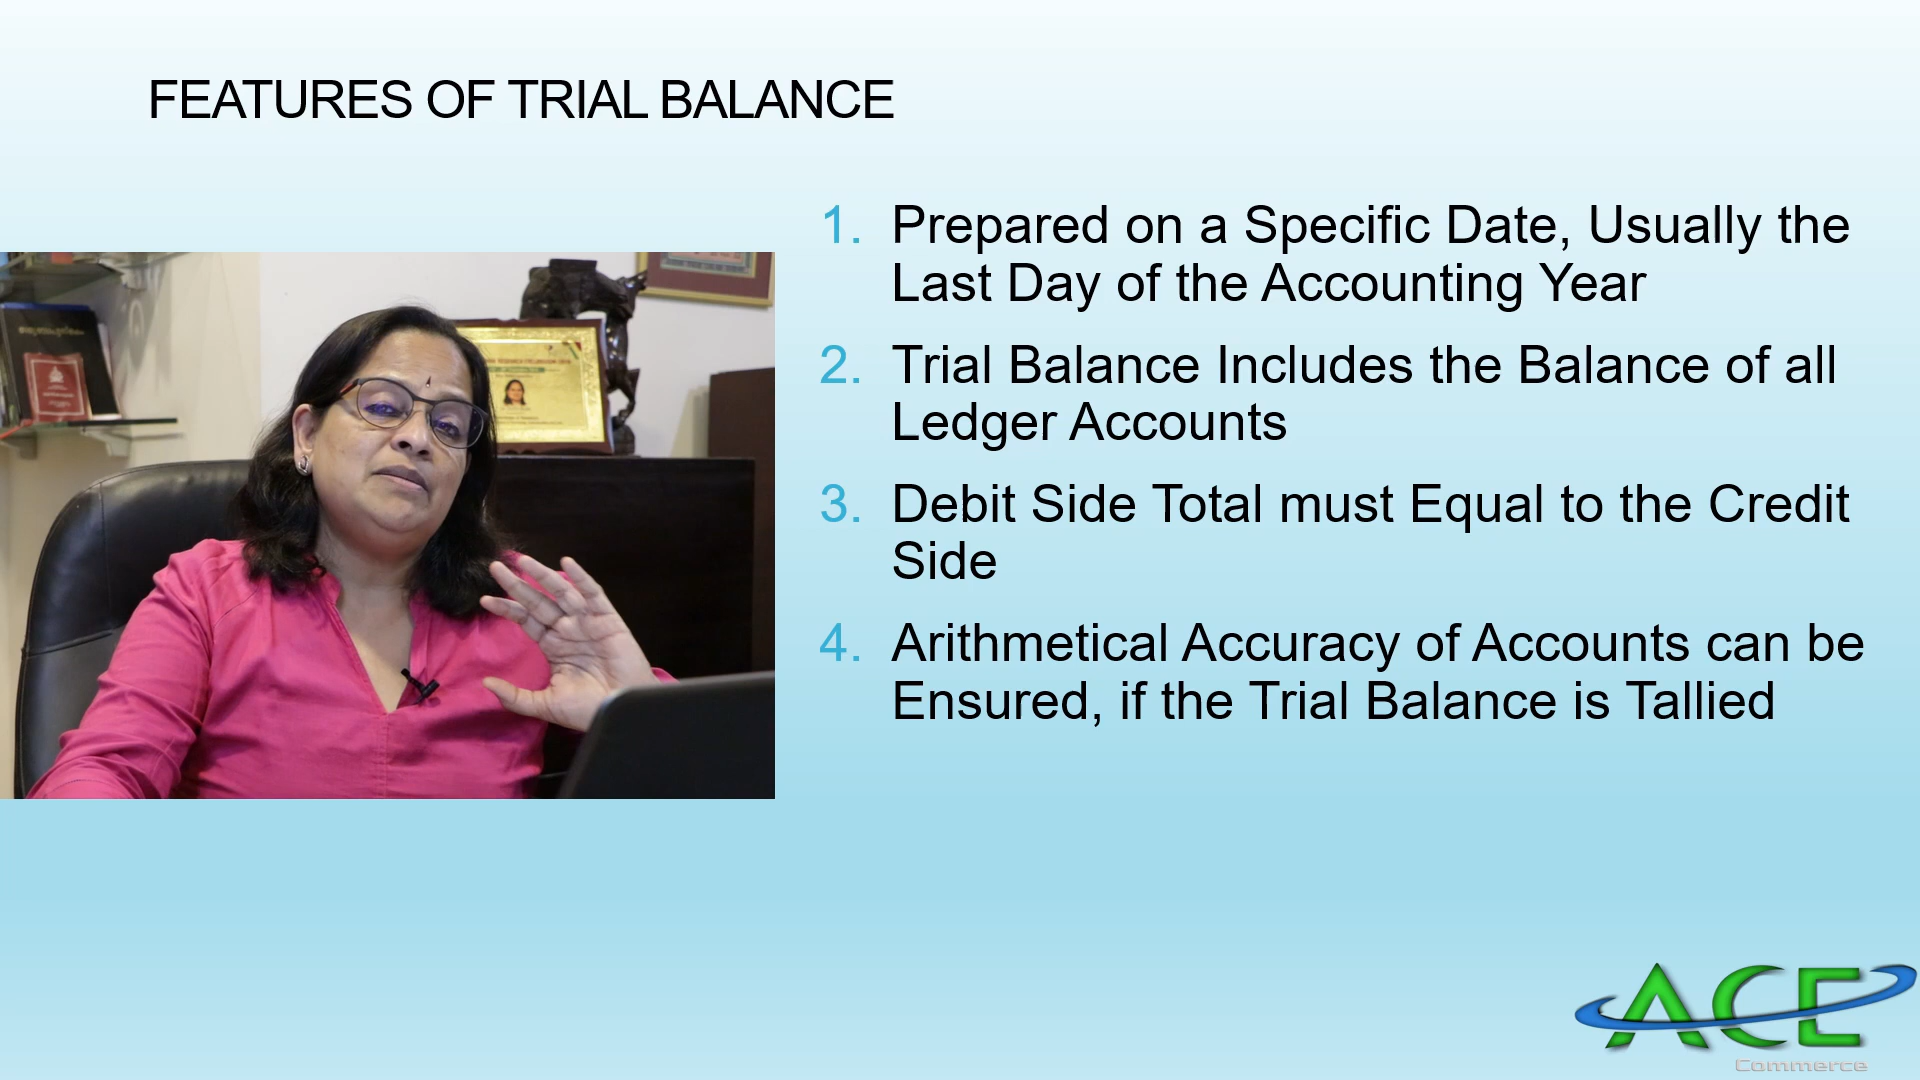 FEATURES OF TRIAL BALANCE
1. Prepared on a Specific Date, Usually the
Last Day of the Accounting Year
2. Trial Balance Includes the Balance of all
Ledger Accounts
3. Debit Side Total must Equal to the Credit
Side
4. Arithmetical Accuracy of Accounts can be
Ensured, if the Trial Balance is Tallied
ACE
Commerce